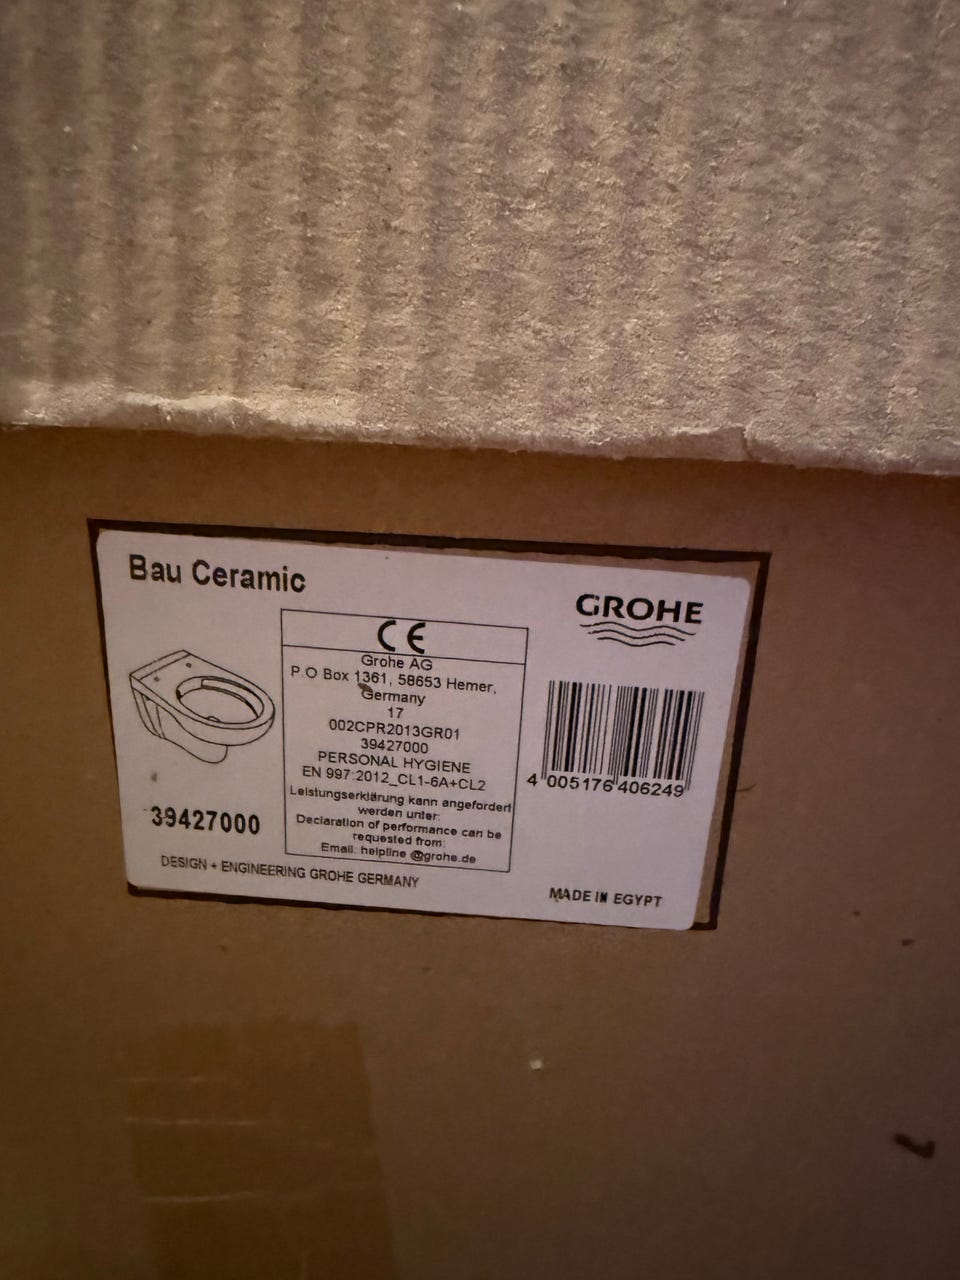 Bau Ceramic
GROHE
CE
Grohe AG
P.O Box 1361, 58653 Hemer,
Germany
17
002CPR2013GR01
39427000
PERSONAL HYGIENE
EN 997:2012_CL1-6A+CL2
Leistungserklärung kann angefordert
werden unter:
Declaration of performance can be
requested from:
Email: helpline @grohe.de
4 005176 406249
39427000
DESIGN + ENGINEERING GROHE GERMANY
MADE IN EGYPT